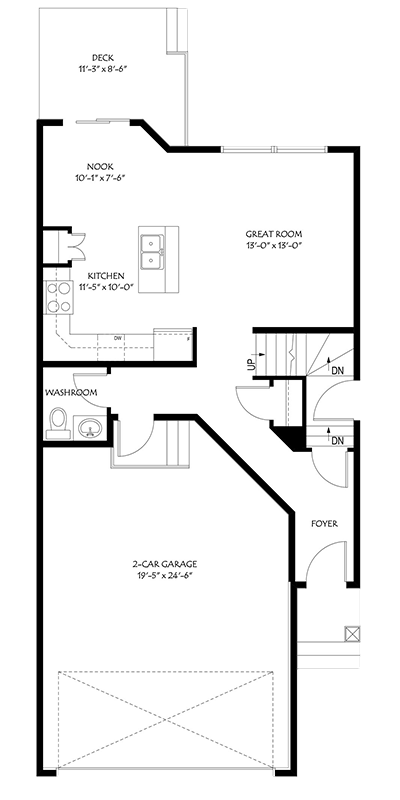 DECK
11'-3" x 8'-6"
NOOK
10'-1" x 7'-6"
GREAT ROOM
13'-0" x 13'-0"
KITCHEN
11'-5" x 10'-0"
DW
F
UP
DN
WASHROOM
DN
FOYER
2-CAR GARAGE
19'-5" x 24'-6"